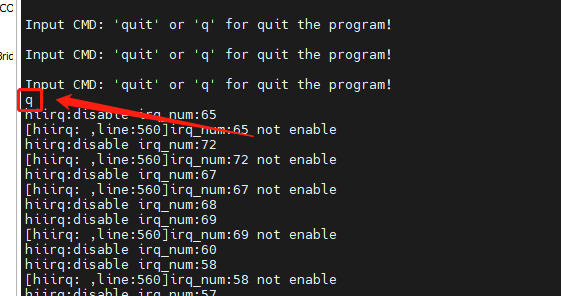 CC
Input CMD: 'quit' or 'q' for quit the program!
Input CMD: 'quit' or 'q' for quit the program!
Bric
Input CMD: 'quit' or 'q' for quit the program!
q
hiirq:disable irq_num:65
[hiirq: ,line:560]irq_num:65 not enable
hiirq:disable irq_num:72
[hiirq: ,line:560]irq_num:72 not enable
hiirq:disable irq_num:67
[hiirq: ,line:560]irq_num:67 not enable
hiirq:disable irq_num:68
hiirq:disable irq_num:69
[hiirq: ,line:560]irq_num:69 not enable
hiirq:disable irq_num:60
hiirq:disable irq_num:58
[hiirq: ,line:560]irq_num:58 not enable
hiirq:disable irq_num:57